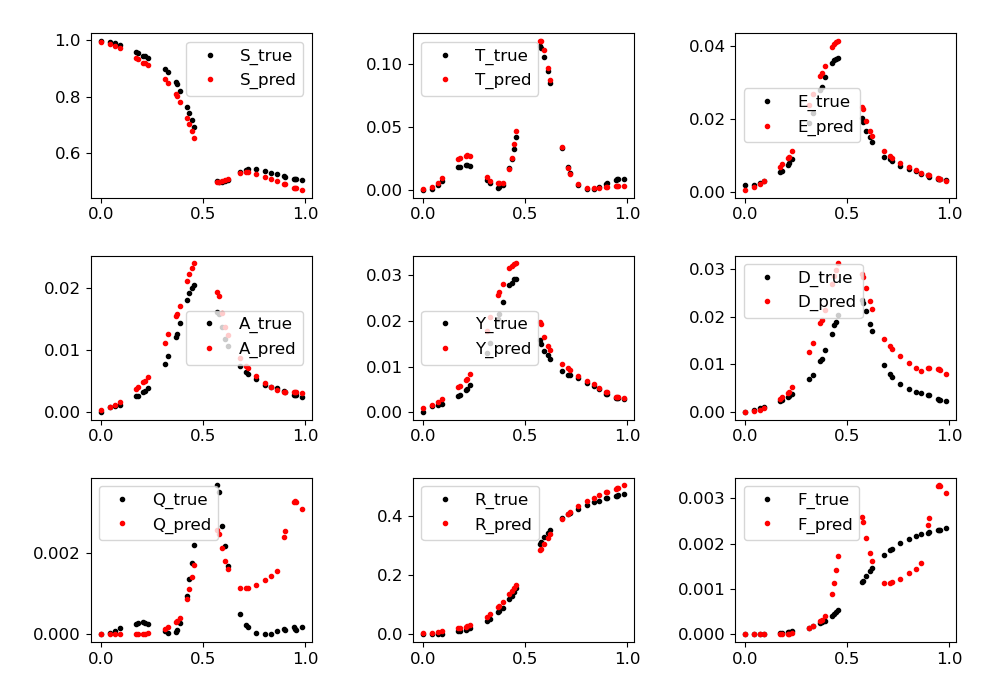 1.0
0.8
0.6
0.0 0.5 1.0
S_true
S_pred
0.10
0.05
0.00
0.0 0.5 1.0
T_true
T_pred
0.04
0.02
0.00
0.0 0.5 1.0
E_true
E_pred
0.02
0.01
0.00
0.0 0.5 1.0
A_true
A_pred
0.03
0.02
0.01
0.00
0.0 0.5 1.0
Y_true
Y_pred
0.03
0.02
0.01
0.00
0.0 0.5 1.0
D_true
D_pred
0.002
0.000
0.0 0.5 1.0
Q_true
Q_pred
0.4
0.2
0.0
0.0 0.5 1.0
R_true
R_pred
0.003
0.002
0.001
0.000
0.0 0.5 1.0
F_true
F_pred